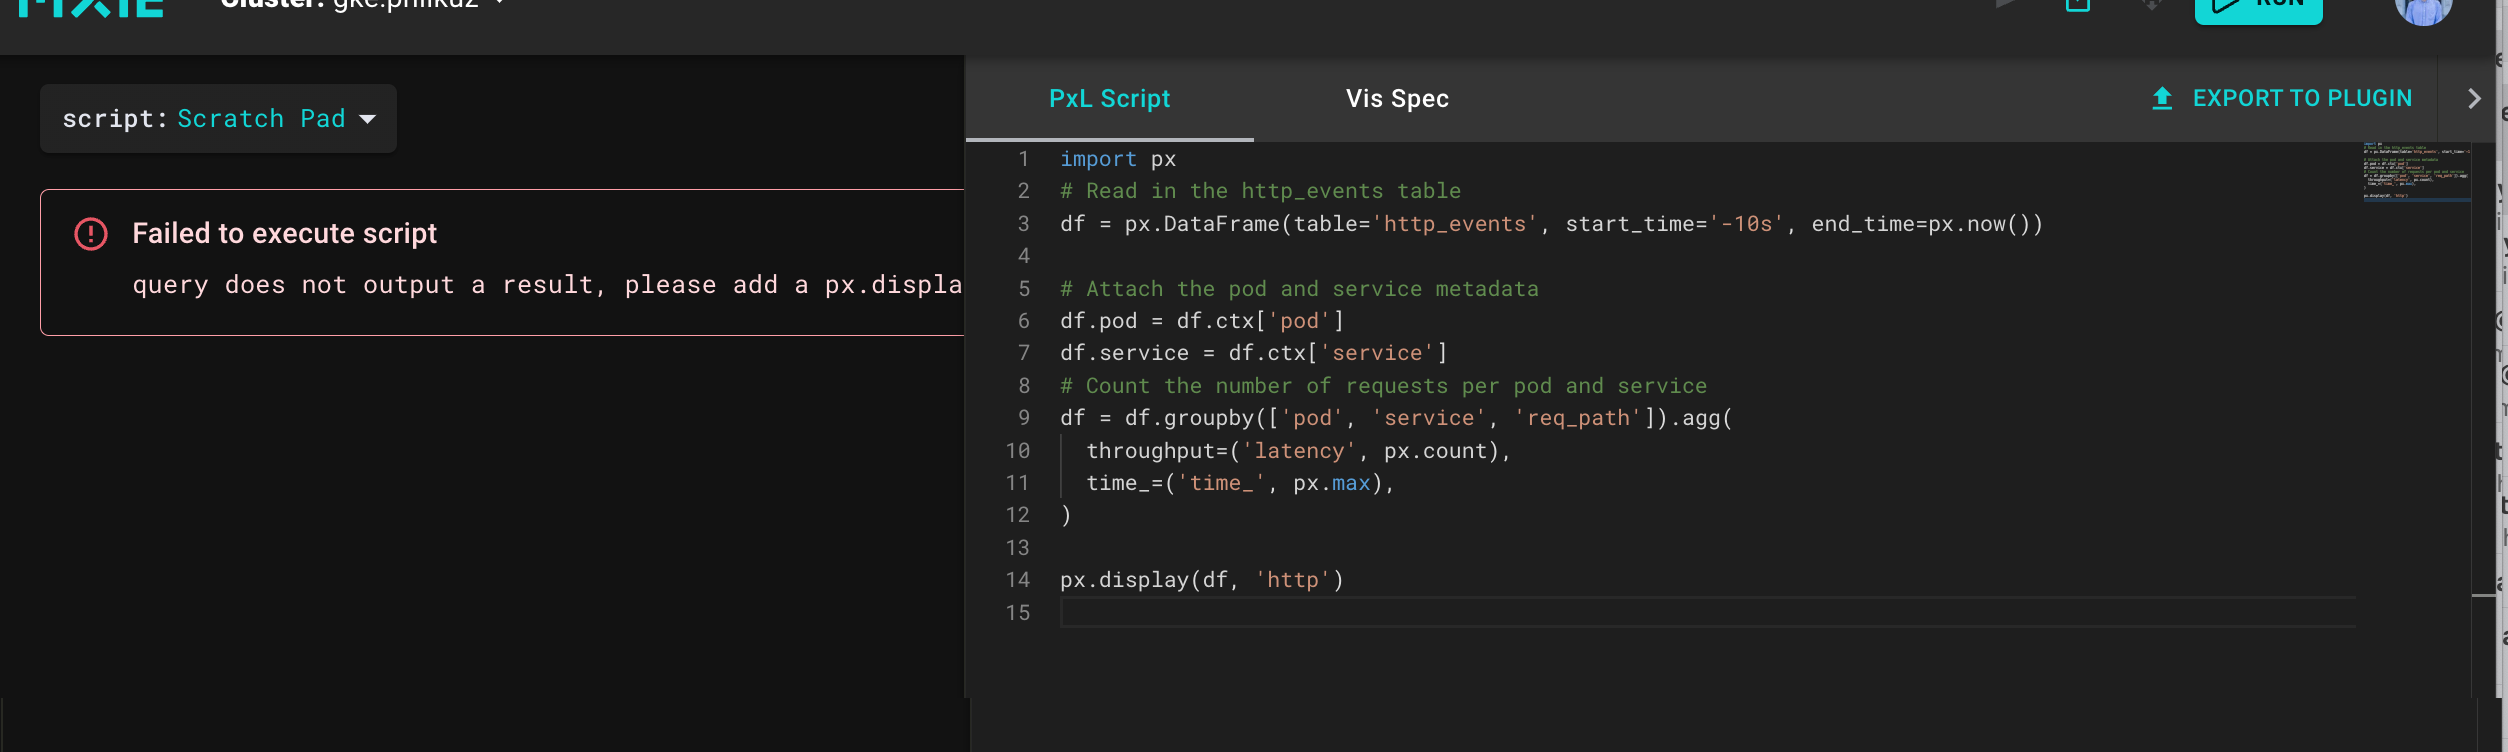 PIXIE
Cluster: gke.philkuz
RUN
script: Scratch Pad
Failed to execute script
query does not output a result, please add a px.displa
PxL Script
Vis Spec
EXPORT TO PLUGIN
1 import px
2 # Read in the http_events table
3 df = px.DataFrame(table='http_events', start_time='-10s', end_time=px.now())
4
5 # Attach the pod and service metadata
6 df.pod = df.ctx['pod']
7 df.service = df.ctx['service']
8 # Count the number of requests per pod and service
9 df = df.groupby(['pod', 'service', 'req_path']).agg(
10   throughput=('latency', px.count),
11   time_=('time_', px.max),
12 )
13
14 px.display(df, 'http')
15